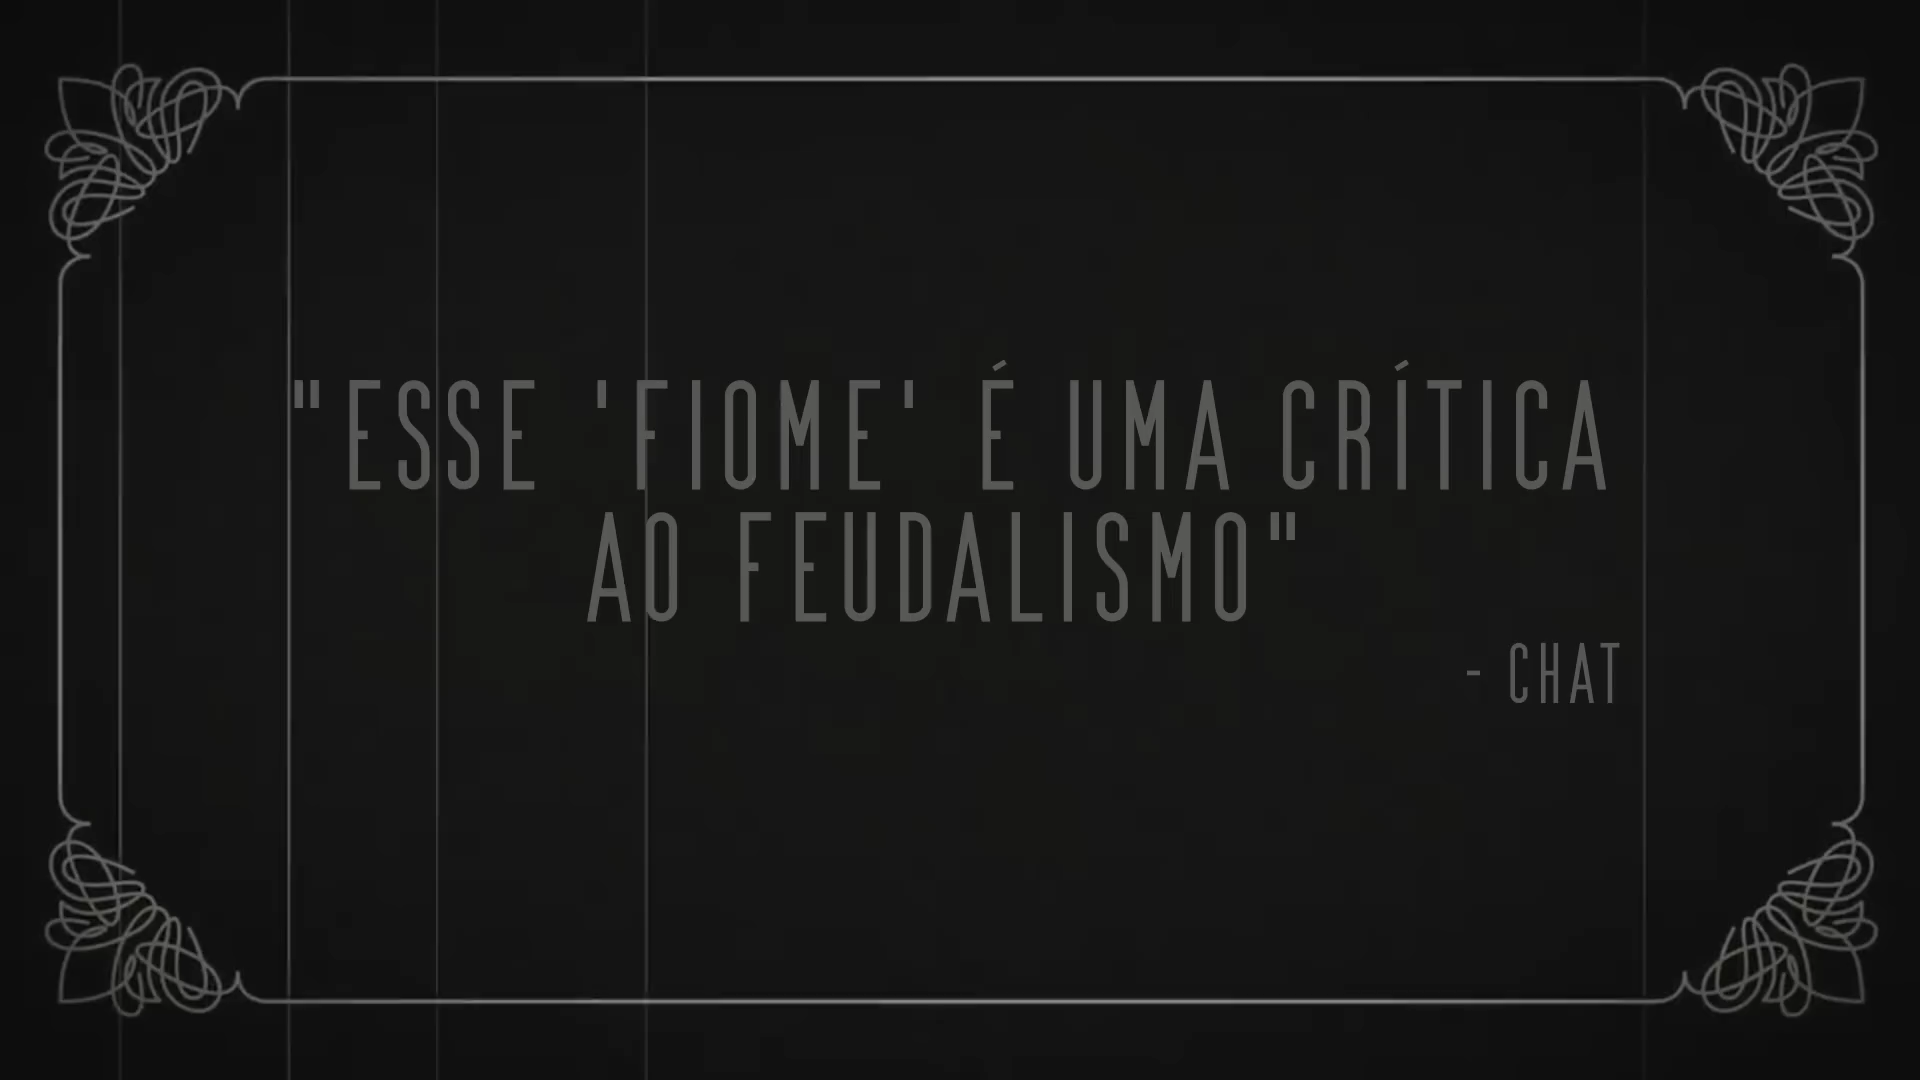 "ESSE 'FIOME' É UMA CRÍTICA
AO FEUDALISMO"
- CHAT